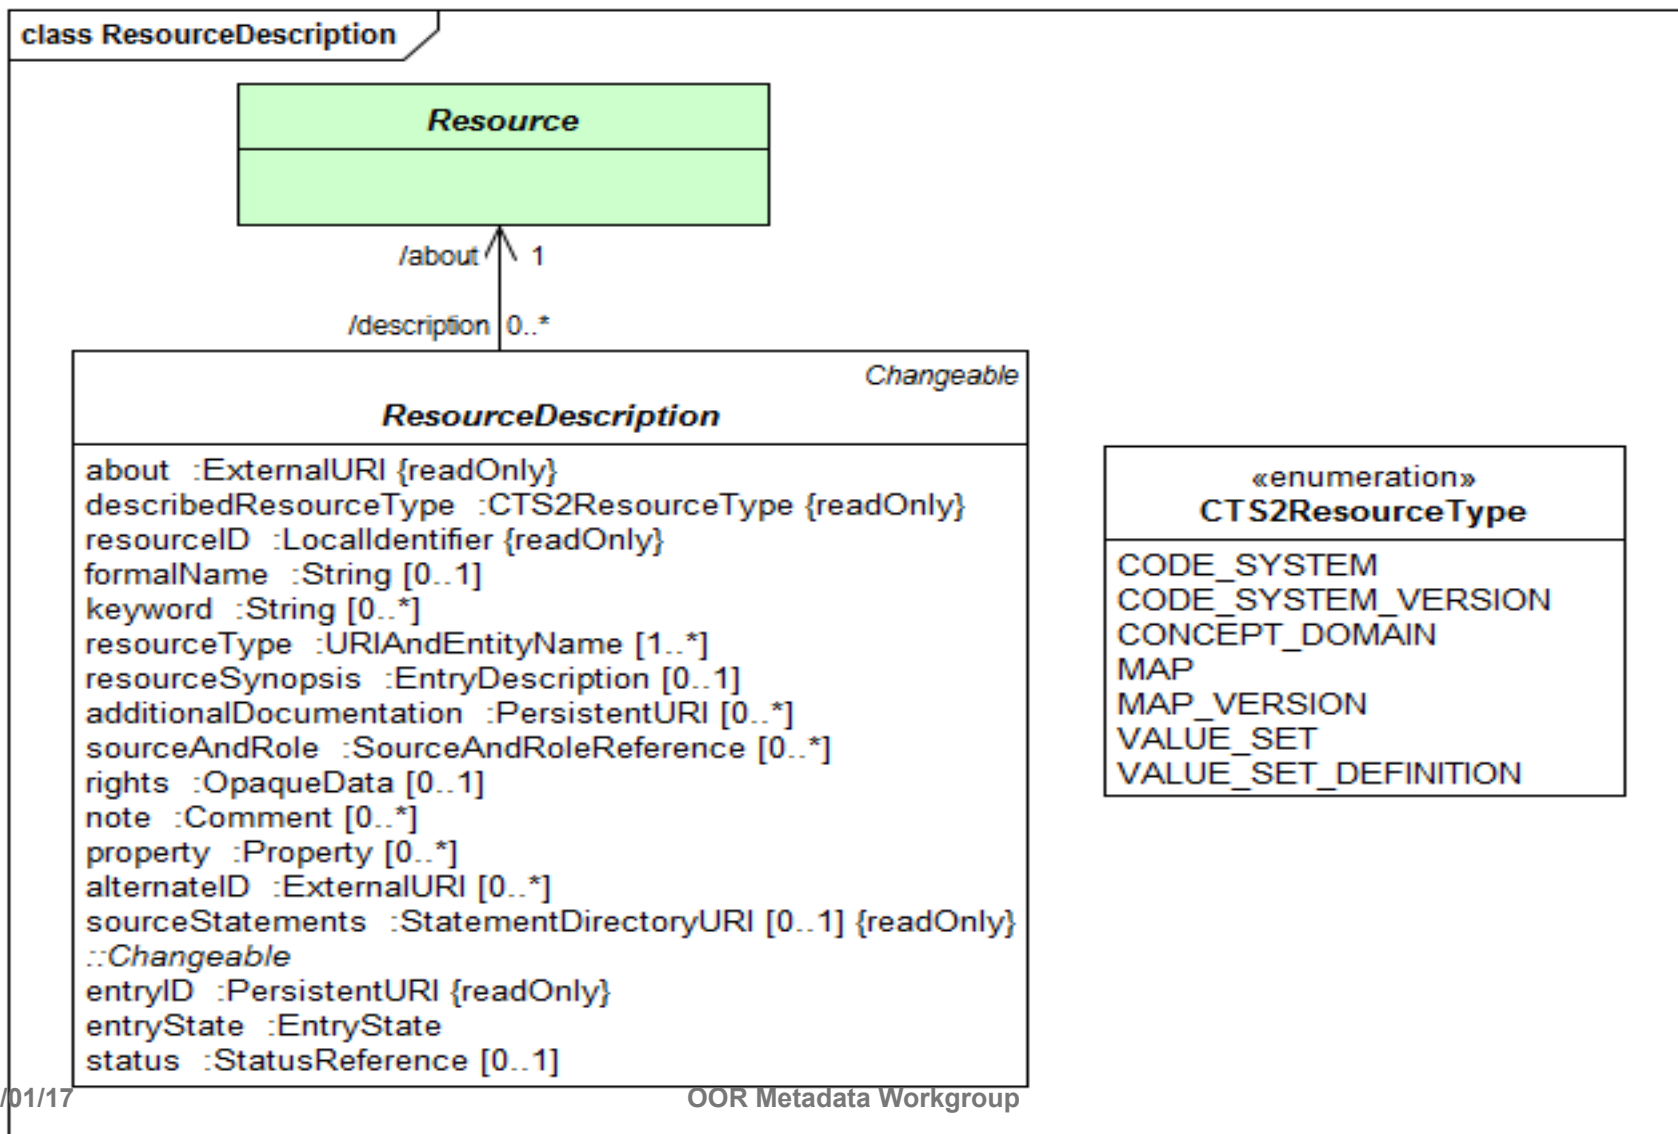 class ResourceDescription
Resource
/about 1
/description 0..*
Changeable
ResourceDescription
about :ExternalURI {readOnly}
describedResourceType :CTS2ResourceType {readOnly}
resourceID :LocalIdentifier {readOnly}
formalName :String [0..1]
keyword :String [0..*]
resourceType :URIAndEntityName [1..*]
resourceSynopsis :EntryDescription [0..1]
additionalDocumentation :PersistentURI [0..*]
sourceAndRole :SourceAndRoleReference [0..*]
rights :OpaqueData [0..1]
note :Comment [0..*]
property :Property [0..*]
alternateID :ExternalURI [0..*]
sourceStatements :StatementDirectoryURI [0..1] {readOnly}
::Changeable
entryID :PersistentURI {readOnly}
entryState :EntryState
status :StatusReference [0..1]
«enumeration»
CTS2ResourceType
CODE_SYSTEM
CODE_SYSTEM_VERSION
CONCEPT_DOMAIN
MAP
MAP_VERSION
VALUE_SET
VALUE_SET_DEFINITION
/01/17
OOR Metadata Workgroup